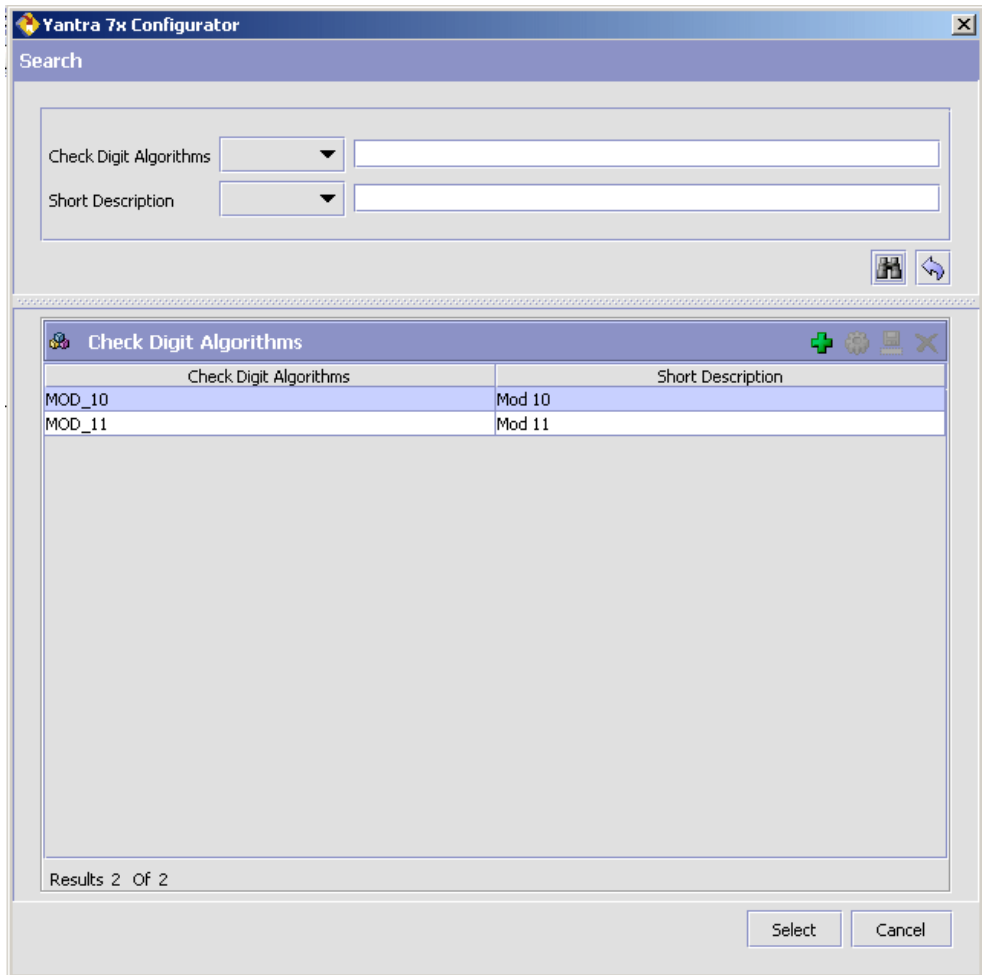 Yantra 7x Configurator
Search
Check Digit Algorithms
Short Description
Check Digit Algorithms
Check Digit Algorithms Short Description
MOD_10 Mod 10
MOD_11 Mod 11
Results 2 Of 2
Select Cancel